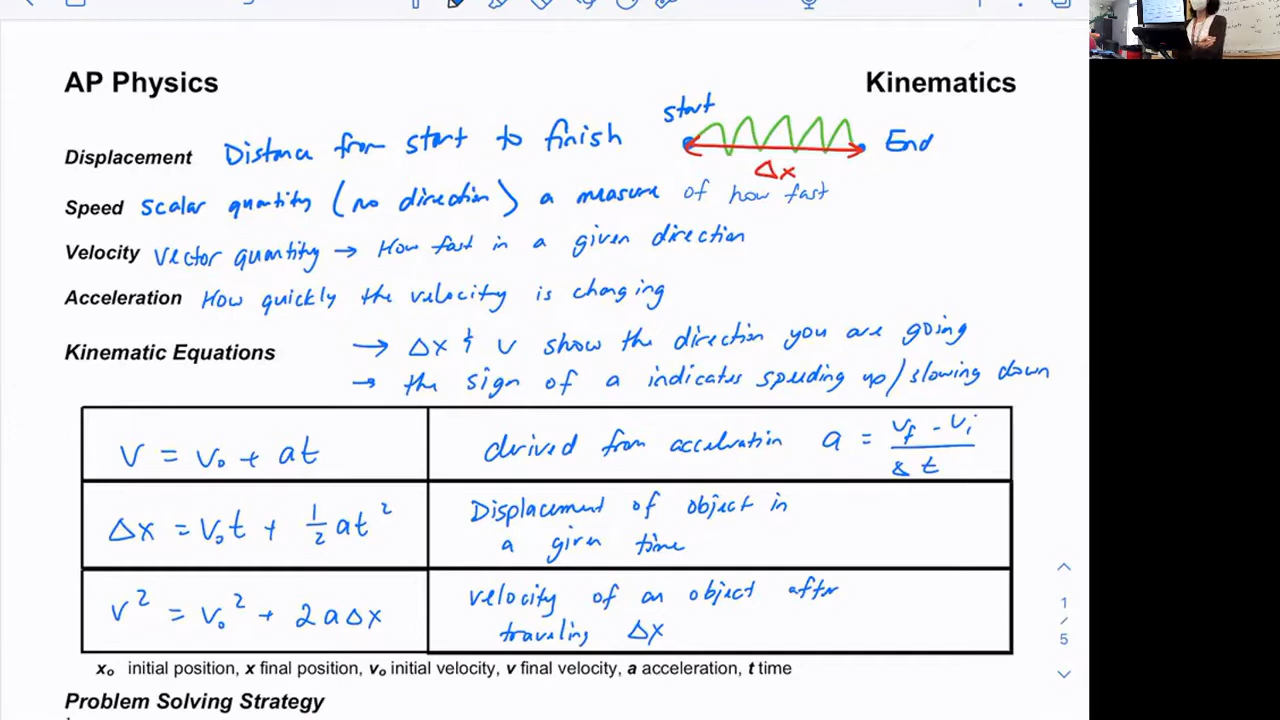 AP Physics Kinematics
start
Displacement Distance from start to finish End
Δx
Speed scalar quantity (no direction) a measure of how fast
Velocity vector quantity → How fast in a given direction
Acceleration How quickly the velocity is changing
Kinematic Equations → Δx & v show the direction you are going
→ the sign of a indicates speeding up/slowing down
v = v₀ + at derived from acceleration a = (v_f - v_i) / Δt
Δx = v₀t + ½at² Displacement of object in
a given time
v² = v₀² + 2aΔx velocity of an object after
traveling Δx
x₀ initial position, x final position, v₀ initial velocity, v final velocity, a acceleration, t time
Problem Solving Strategy
1
/
5